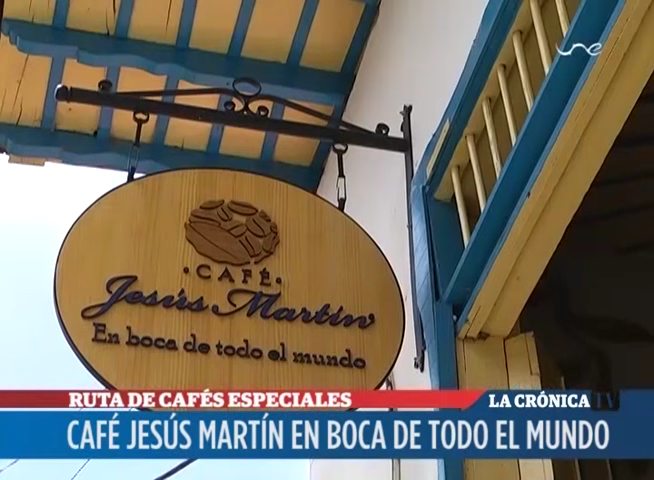 une
CAFÉ
Jesús Martín
En boca de todo el mundo
RUTA DE CAFÉS ESPECIALES
LA CRÓNICA TV
CAFÉ JESÚS MARTÍN EN BOCA DE TODO EL MUNDO